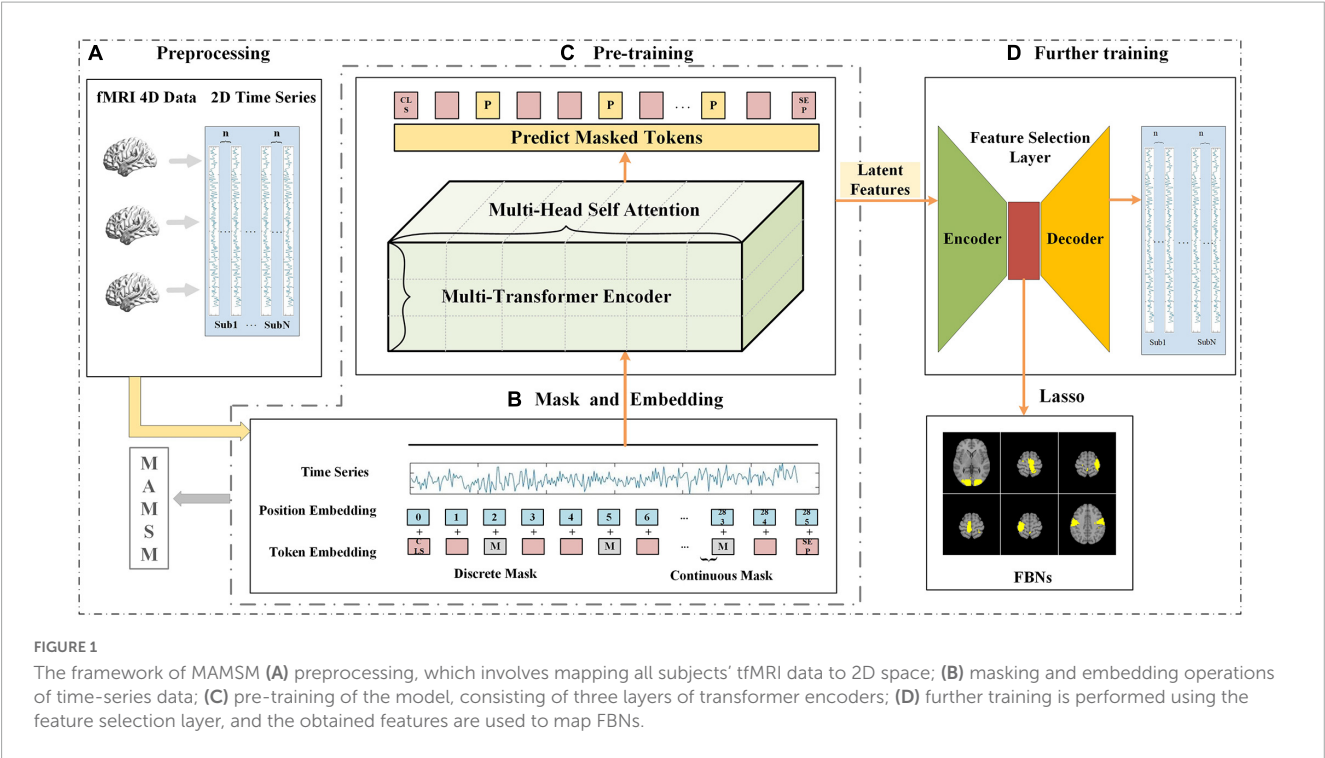 A Preprocessing
fMRI 4D Data 2D Time Series
n n
... ...
Sub1 ... SubN
C Pre-training
CL
S
P P ... P
SE
P
Predict Masked Tokens
Multi-Head Self Attention
Multi-Transformer Encoder
Latent
Features
D Further training
Feature Selection
Layer
Encoder
Decoder
n n
... ...
Sub1 SubN
Lasso
FBNs
B Mask and Embedding
Time Series
Position Embedding
0 1 2 3 4 5 6 ... 28
3 28
4 28
5
+ + + + + + + + + +
Token Embedding
C
LS M M ... M SE
P
Discrete Mask
Continuous Mask
M
A
M
S
M
FIGURE 1
The framework of MAMSM (A) preprocessing, which involves mapping all subjects’ tfMRI data to 2D space; (B) masking and embedding operations
of time-series data; (C) pre-training of the model, consisting of three layers of transformer encoders; (D) further training is performed using the
feature selection layer, and the obtained features are used to map FBNs.